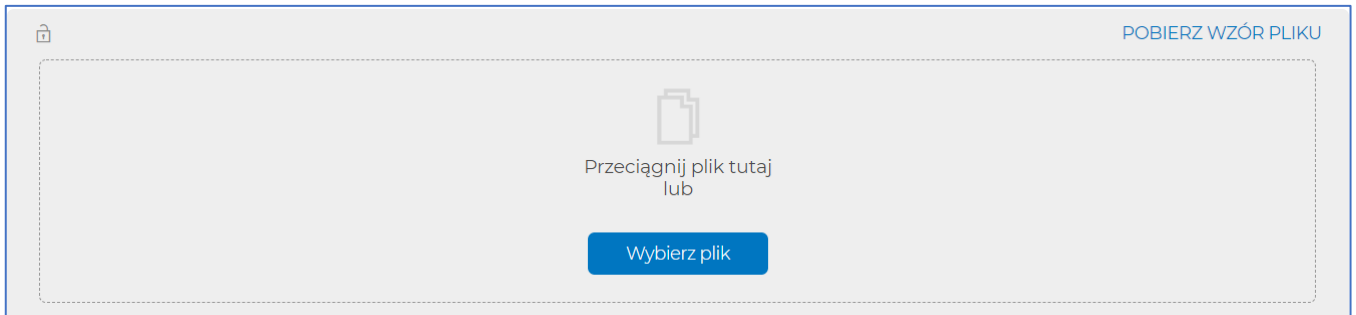 POBIERZ WZÓR PLIKU
Przeciągnij plik tutaj
lub
Wybierz plik